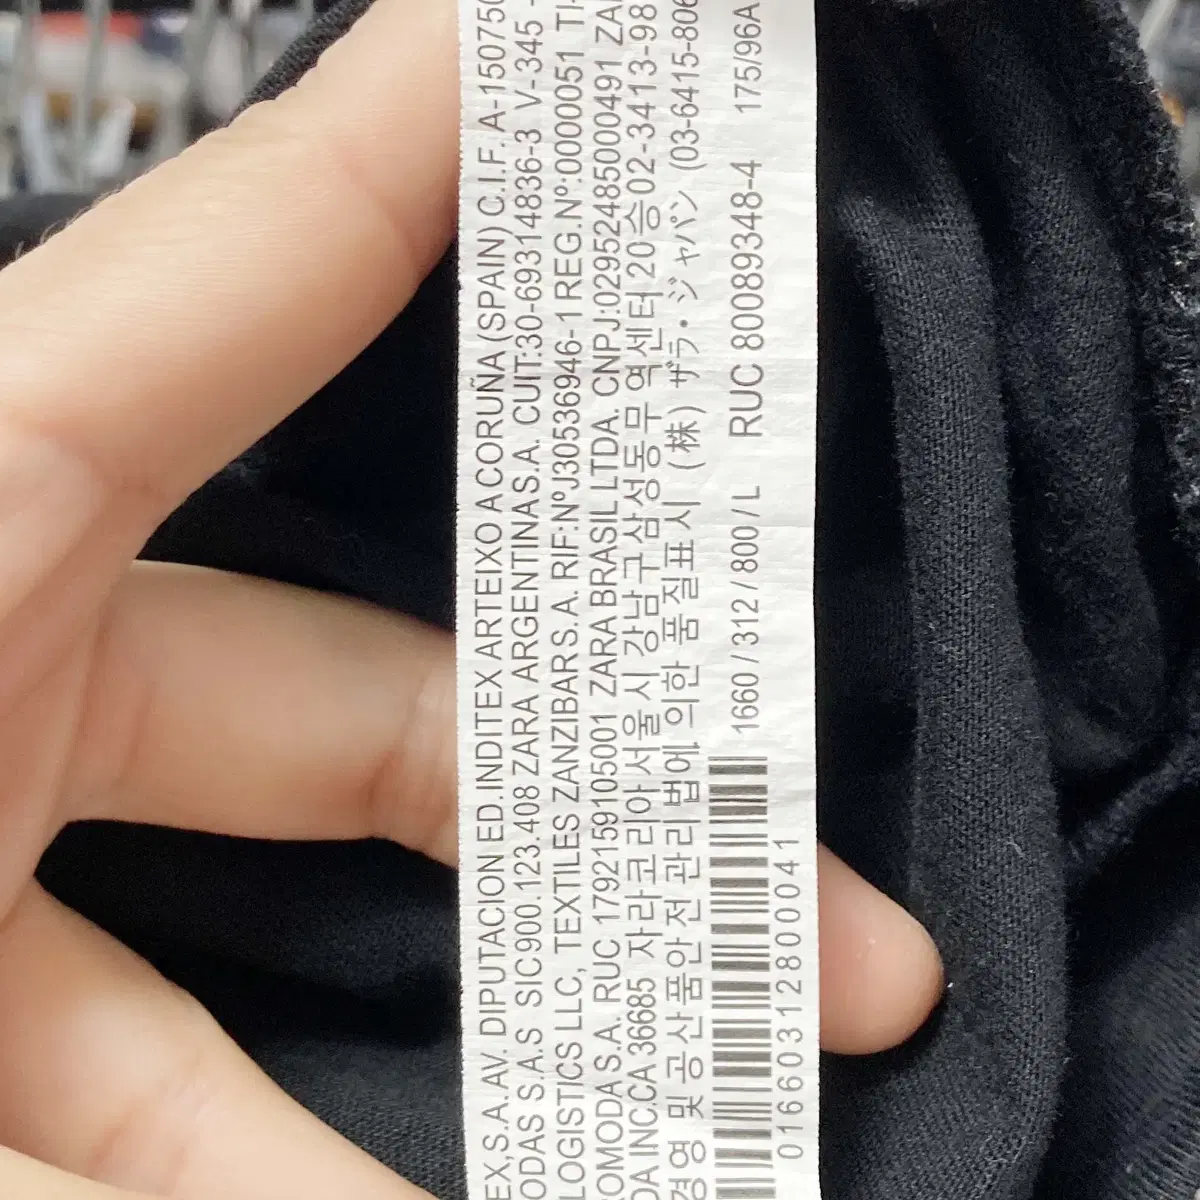 EX,S.A. AV. DIPUTACION ED. INDITEX ARTEIXO A CORUÑA (SPAIN) C.I.F. A-150750
ODAS S.A.S SIC900.123.408 ZARA ARGENTINA S.A. CUIT:30-69314836-3 V-345 -
LOGISTICS LLC, TEXTILES ZANZIBAR S.A. RIF.:Nº J30536946-1 REG.Nº:0000051 TI-
OMODA S.A. RUC 1792159105001 ZARA BRASIL LTDA. CNPJ:02952485000491 ZA
DA INC.CA 36685 자라코리아 서울시 강남구 삼성동무역센터 20층 02-3413-98
경영 및 공산품안전관리법에 의한 품질표시 (株) ザラ・ジャパン (03-6415-806
1660 / 312 / 800 / L RUC 80089348-4 175/96A
01660312800041